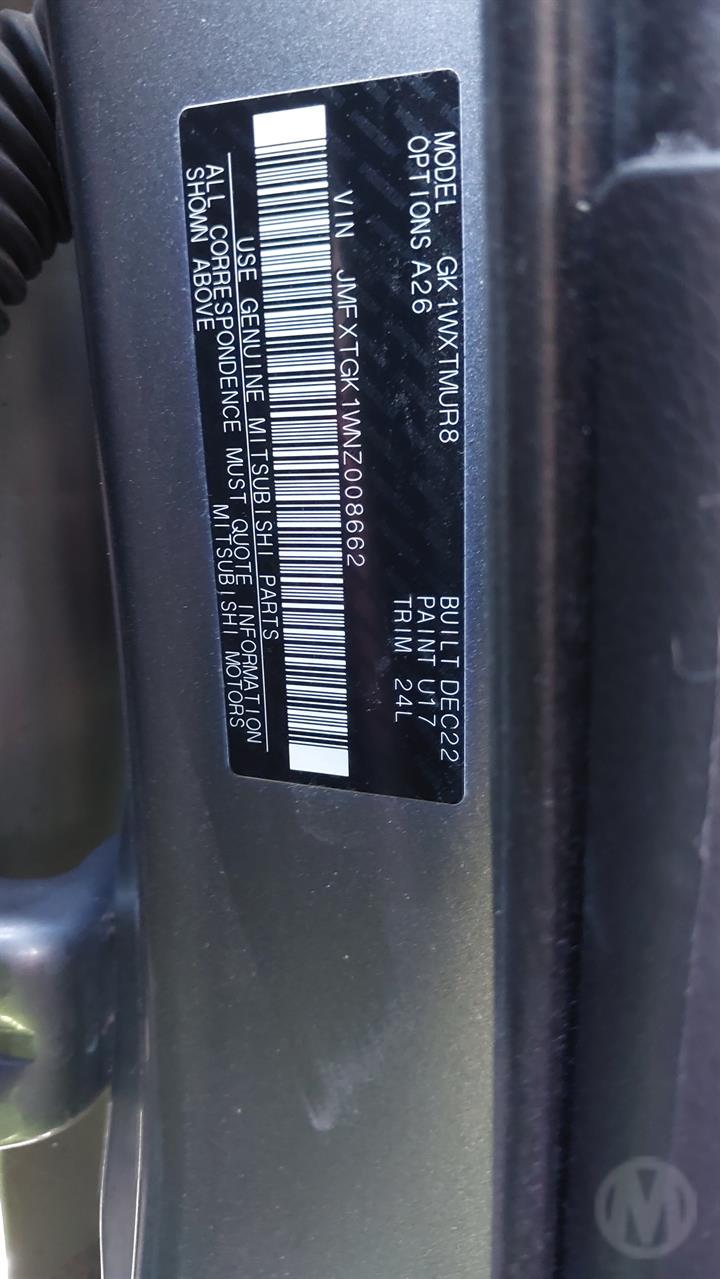 MODEL GK1WXTMUR8 BUILT DEC22
OPTIONS A26 PAINT U17
TRIM 24L
VIN JMFXTGK1WNZ008662
USE GENUINE MITSUBISHI PARTS
ALL CORRESPONDENCE MUST QUOTE INFORMATION
SHOWN ABOVE MITSUBISHI MOTORS
M